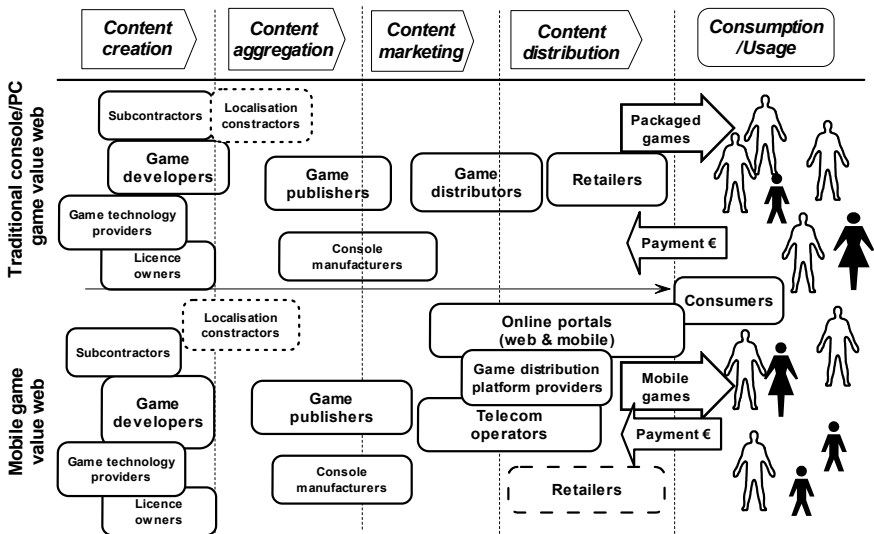 Content
creation
Content
aggregation
Content
marketing
Content
distribution
Consumption
/Usage
Traditional console/PC
game value web
Subcontractors
Localisation
constractors
Game
developers
Game technology
providers
Licence
owners
Game
publishers
Console
manufacturers
Game
distributors
Retailers
Packaged
games
Payment €
Consumers
Mobile game
value web
Localisation
constractors
Subcontractors
Game
developers
Game technology
providers
Licence
owners
Game
publishers
Console
manufacturers
Online portals
(web & mobile)
Game distribution
platform providers
Telecom
operators
Retailers
Mobile
games
Payment €